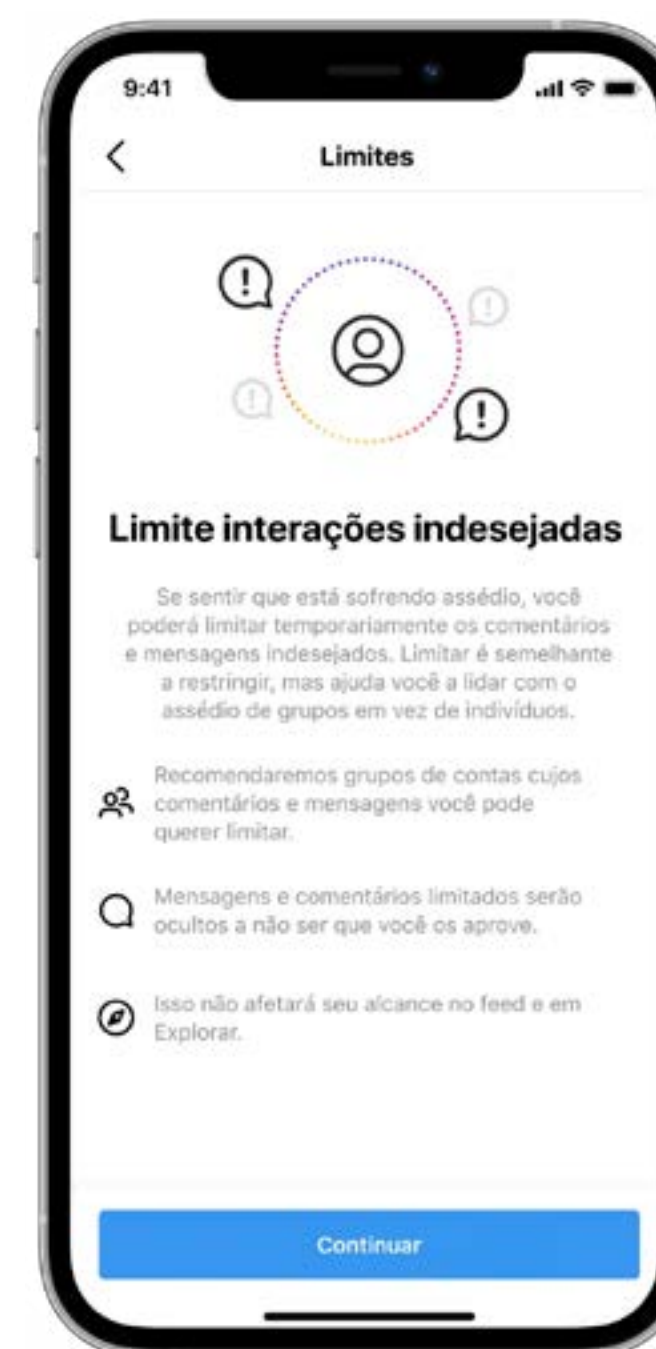 9:41
Limites
Limite interações indesejadas
Se sentir que está sofrendo assédio, você
poderá limitar temporariamente os comentários
e mensagens indesejados. Limitar é semelhante
a restringir, mas ajuda você a lidar com o
assédio de grupos em vez de indivíduos.
Recomendaremos grupos de contas cujos
comentários e mensagens você pode
querer limitar.
Mensagens e comentários limitados serão
ocultos a não ser que você os aprove.
Isso não afetará seu alcance no feed e em
Explorar.
Continuar